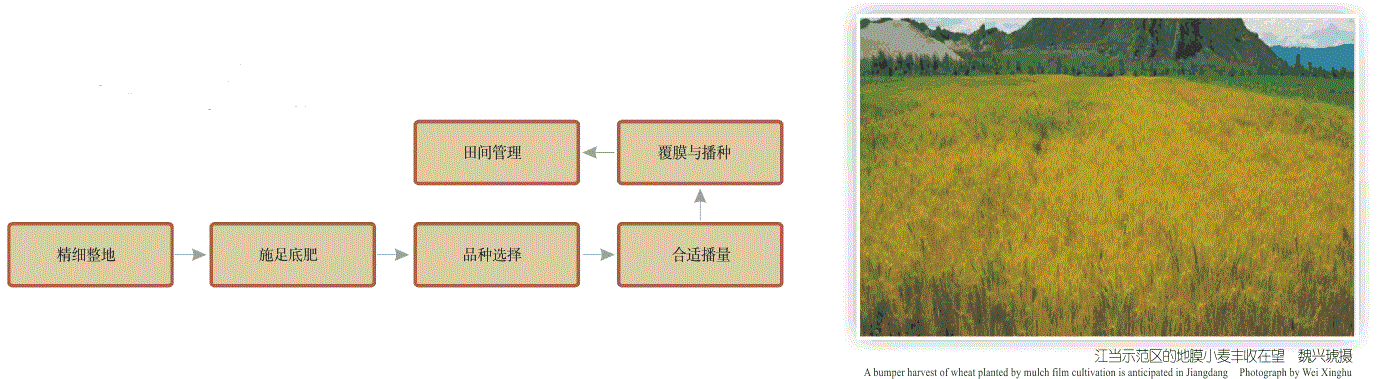 田间管理
覆膜与播种
精细整地
施足底肥
品种选择
合适播量
江当示范区的地膜小麦丰收在望 魏兴琥摄
A bumper harvest of wheat planted by mulch film cultivation is anticipated in Jiangdang Photograph by Wei Xinghu